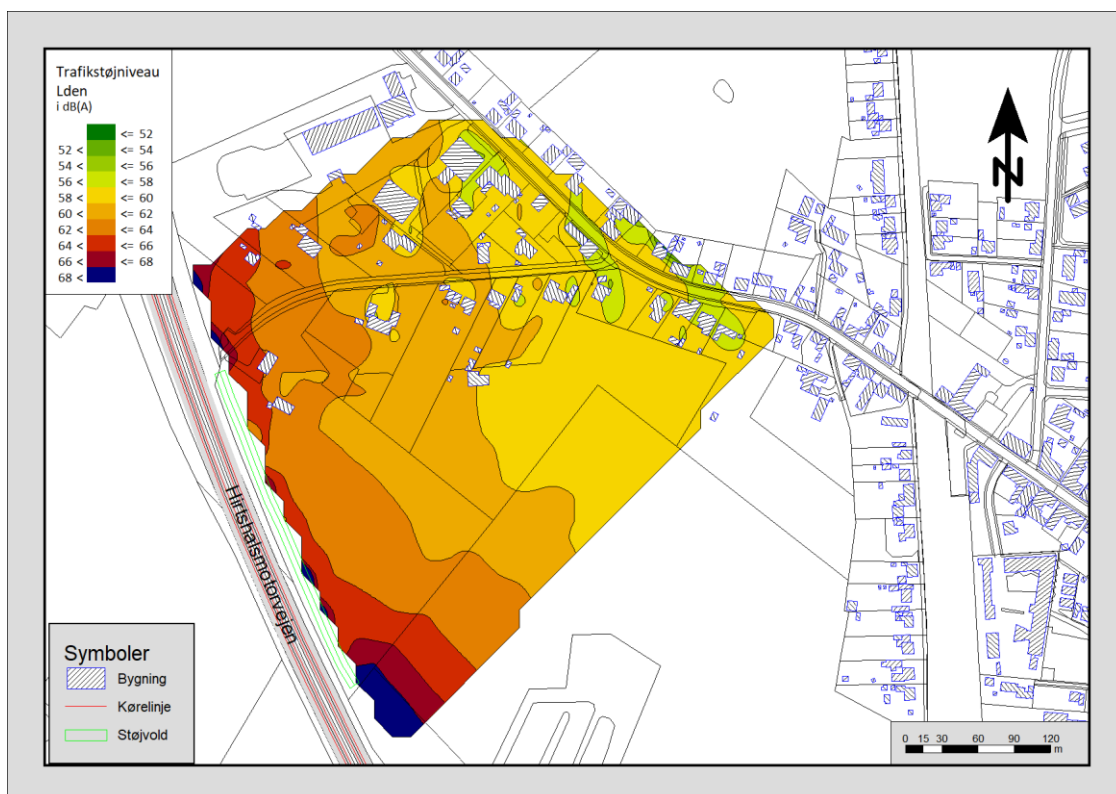 Trafikstøjniveau
Lden
i dB(A)
<= 52
52 < <= 54
54 < <= 56
56 < <= 58
58 < <= 60
60 < <= 62
62 < <= 64
64 < <= 66
66 < <= 68
68 <
N
Hirtshalsmotorvejen
Symboler
Bygning
Kørelinje
Støjvold
0 15 30 60 90 120
m